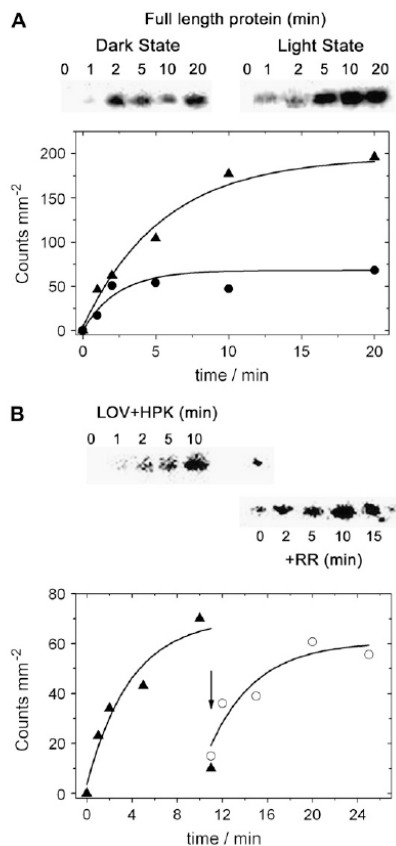 A
Full length protein (min)
Dark State Light State
0 1 2 5 10 20 0 1 2 5 10 20
200
150
100
50
0
Counts mm⁻²
0 5 10 15 20
time / min
B
LOV+HPK (min)
0 1 2 5 10
0 2 5 10 15
+RR (min)
80
60
40
20
0
Counts mm⁻²
0 4 8 12 16 20 24
time / min